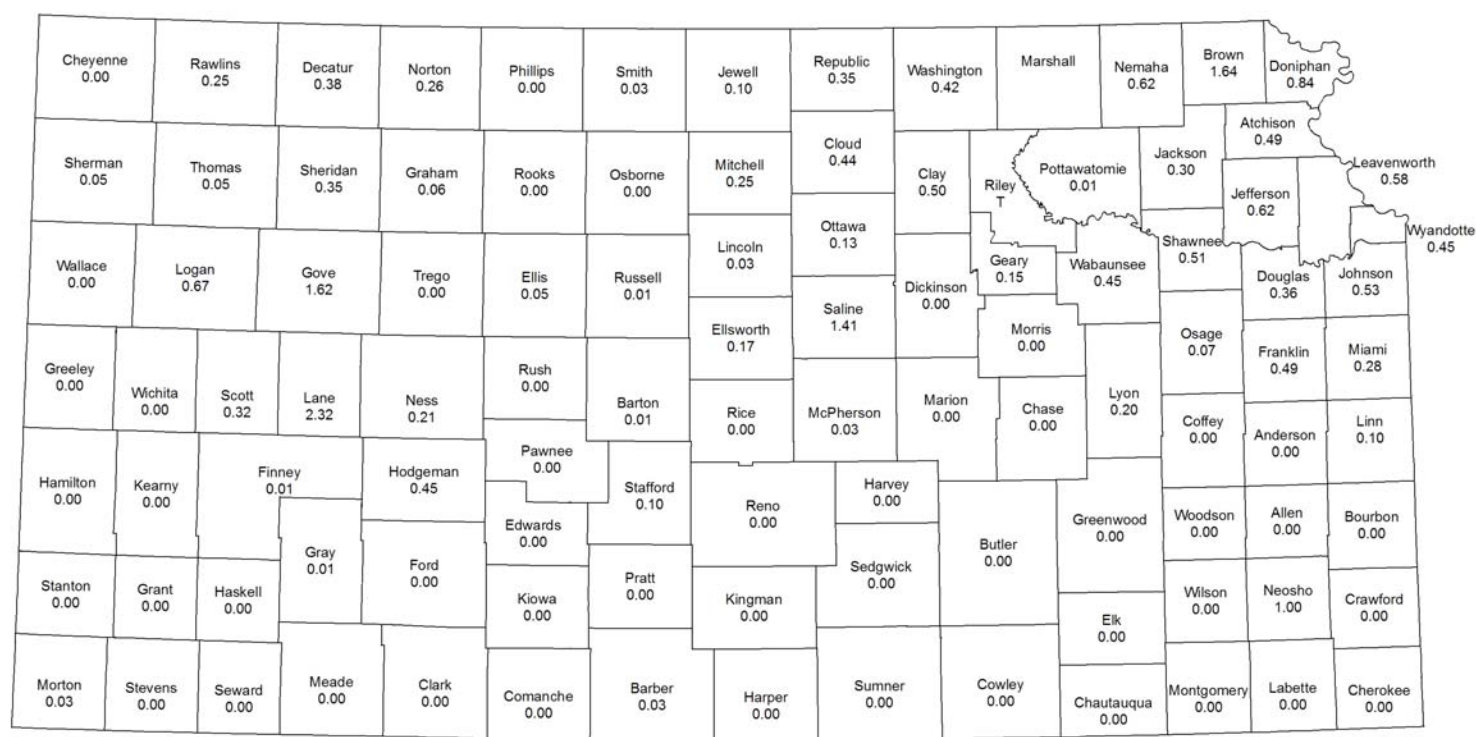 Cheyenne
0.00
Rawlins
0.25
Decatur
0.38
Norton
0.26
Phillips
0.00
Smith
0.03
Jewell
0.10
Republic
0.35
Washington
0.42
Marshall
Nemaha
0.62
Brown
1.64
Doniphan
0.84
Sherman
0.05
Thomas
0.05
Sheridan
0.35
Graham
0.06
Rooks
0.00
Osborne
0.00
Mitchell
0.25
Cloud
0.44
Clay
0.50
Riley
T
Pottawatomie
0.01
Jackson
0.30
Atchison
0.49
Jefferson
0.62
Leavenworth
0.58
Wyandotte
0.45
Wallace
0.00
Logan
0.67
Gove
1.62
Trego
0.00
Ellis
0.05
Russell
0.01
Lincoln
0.03
Ottawa
0.13
Dickinson
0.00
Geary
0.15
Wabaunsee
0.45
Shawnee
0.51
Douglas
0.36
Johnson
0.53
Ellsworth
0.17
Saline
1.41
Morris
0.00
Osage
0.07
Franklin
0.49
Miami
0.28
Greeley
0.00
Wichita
0.00
Scott
0.32
Lane
2.32
Ness
0.21
Rush
0.00
Barton
0.01
Rice
0.00
McPherson
0.03
Marion
0.00
Chase
0.00
Lyon
0.20
Coffey
0.00
Anderson
0.00
Linn
0.10
Hamilton
0.00
Kearny
0.00
Finney
0.01
Hodgeman
0.45
Pawnee
0.00
Stafford
0.10
Reno
0.00
Harvey
0.00
Edwards
0.00
Gray
0.01
Ford
0.00
Sedgwick
0.00
Butler
0.00
Greenwood
0.00
Woodson
0.00
Allen
0.00
Bourbon
0.00
Stanton
0.00
Grant
0.00
Haskell
0.00
Kiowa
0.00
Pratt
0.00
Kingman
0.00
Elk
0.00
Wilson
0.00
Neosho
1.00
Crawford
0.00
Morton
0.03
Stevens
0.00
Seward
0.00
Meade
0.00
Clark
0.00
Comanche
0.00
Barber
0.03
Harper
0.00
Sumner
0.00
Cowley
0.00
Chautauqua
0.00
Montgomery
0.00
Labette
0.00
Cherokee
0.00